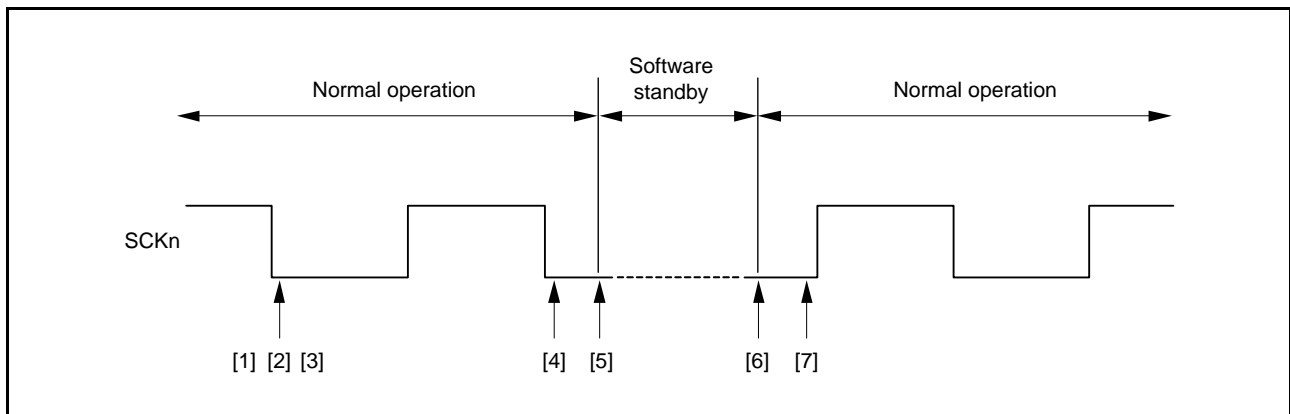 Software
standby
Normal operation
Normal operation
SCKn
[1] [2] [3]
[4]
[5]
[6]
[7]